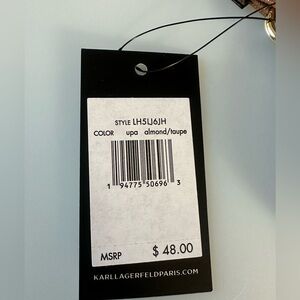 STYLE LH5LJ6JH
COLOR upa almond/taupe
1 94775 50696 3
MSRP $ 48.00
KARLLAGERFELDPARIS.COM